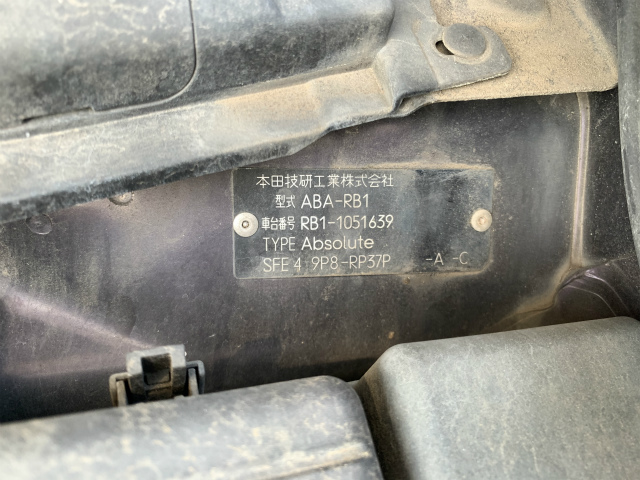 本田技研工業株式会社
型式 ABA-RB1
車台番号 RB1-1051639
TYPE Absolute
SFE 4 9P8-RP37P -A -C